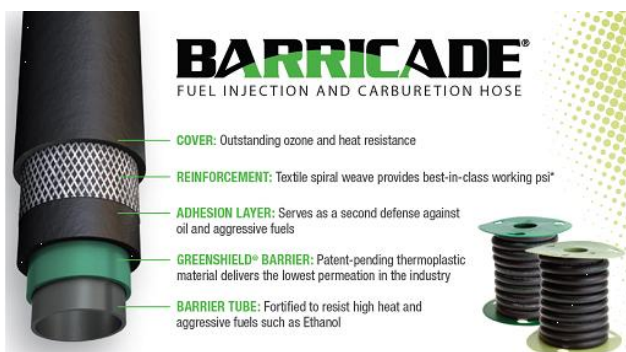 BARRICADE®
FUEL INJECTION AND CARBURETION HOSE
COVER: Outstanding ozone and heat resistance
REINFORCEMENT: Textile spiral weave provides best-in-class working psi*
ADHESION LAYER: Serves as a second defense against
oil and aggressive fuels
GREENSHIELD® BARRIER: Patent-pending thermoplastic
material delivers the lowest permeation in the industry
BARRIER TUBE: Fortified to resist high heat and
aggressive fuels such as Ethanol